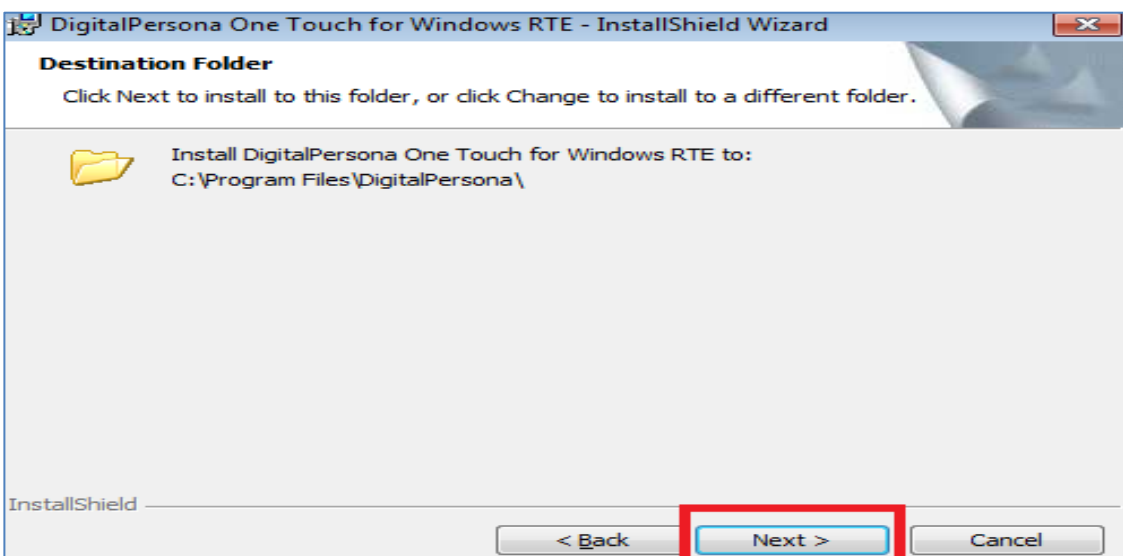 DigitalPersona One Touch for Windows RTE - InstallShield Wizard
Destination Folder
Click Next to install to this folder, or click Change to install to a different folder.
Install DigitalPersona One Touch for Windows RTE to:
C:\Program Files\DigitalPersona\
InstallShield
< Back
Next >
Cancel